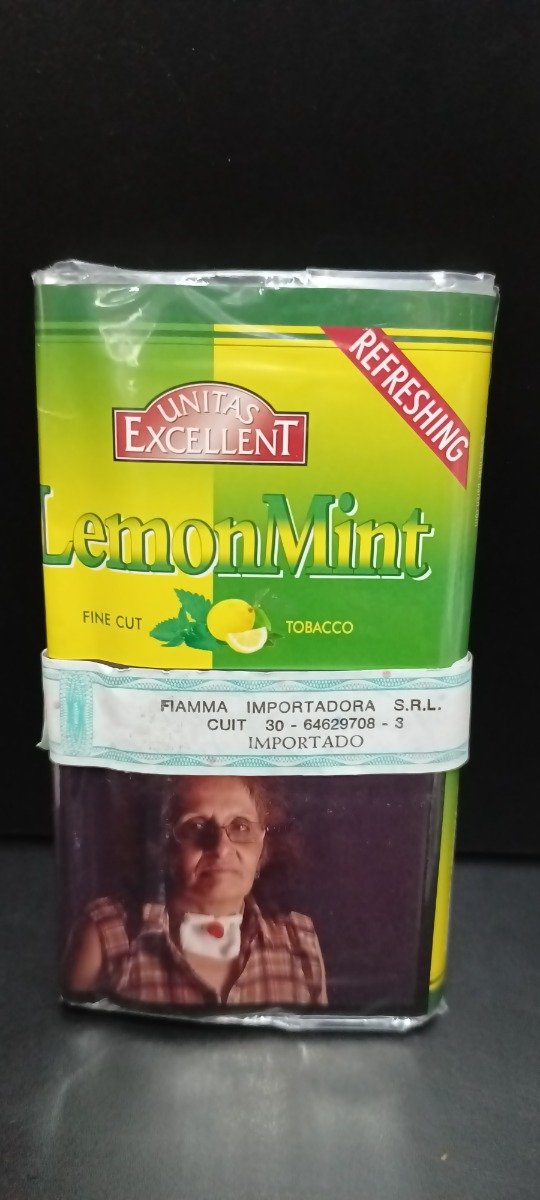 REFRESHING
UNITAS
EXCELLENT
LemonMint
FINE CUT
TOBACCO
FIAMMA IMPORTADORA S.R.L.
CUIT 30 - 64629708 - 3
IMPORTADO